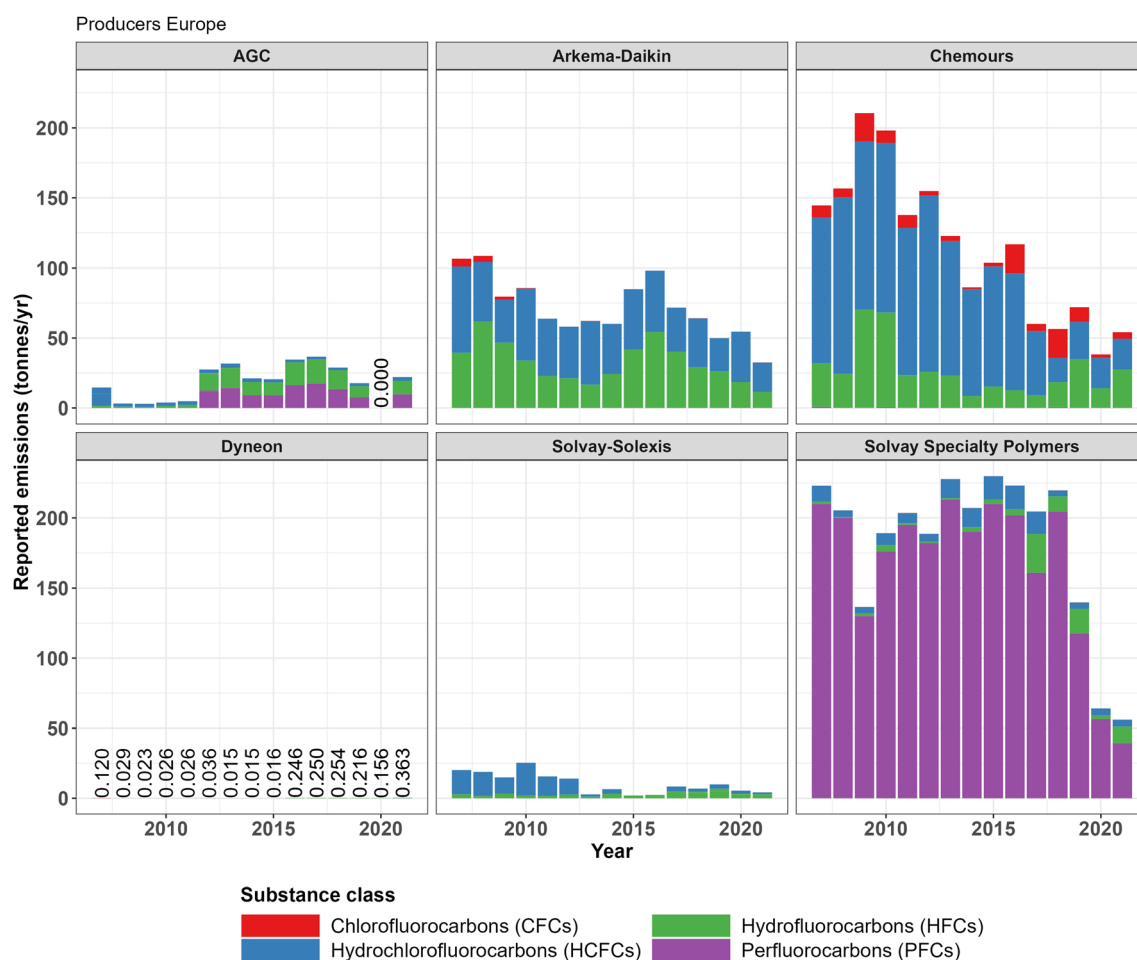 Producers Europe
AGC
Arkema-Daikin
Chemours
200
150
100
50
0
0.000
Dyneon
Solvay-Solexis
Solvay Specialty Polymers
200
150
100
50
0
0.120
0.029
0.023
0.026
0.026
0.036
0.015
0.015
0.016
0.246
0.250
0.254
0.216
0.156
0.363
Reported emissions (tonnes/yr)
2010
2015
2020
2010
2015
2020
2010
2015
2020
Year
Substance class
Chlorofluorocarbons (CFCs)
Hydrofluorocarbons (HFCs)
Hydrochlorofluorocarbons (HCFCs)
Perfluorocarbons (PFCs)